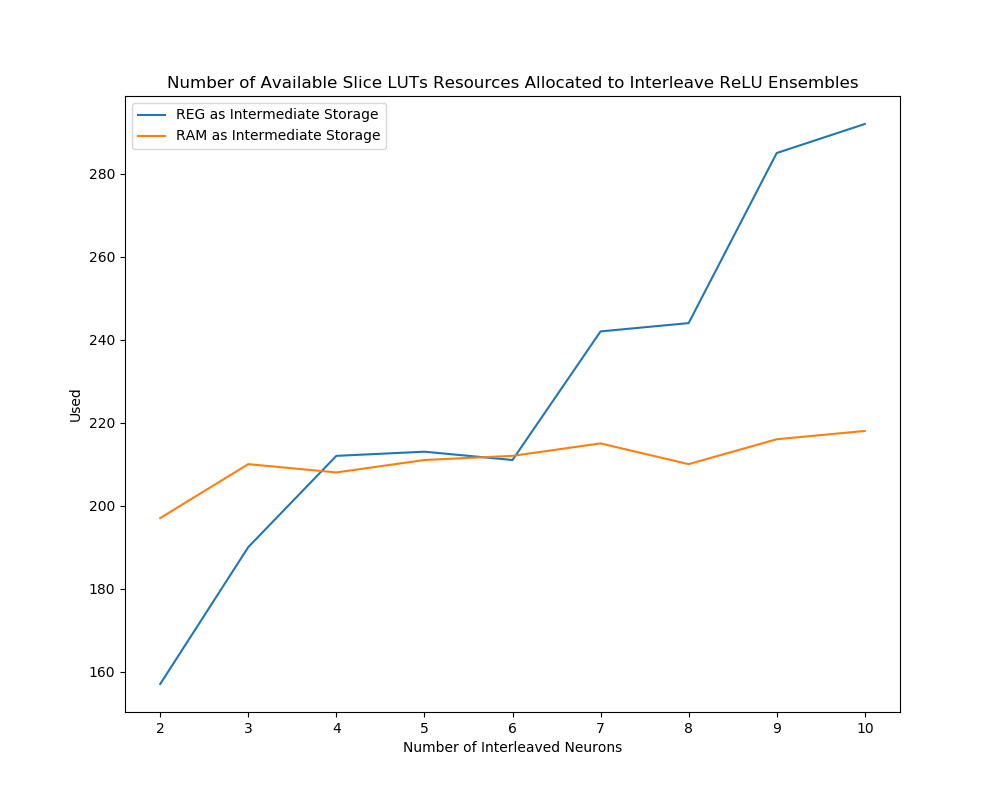 Number of Available Slice LUTs Resources Allocated to Interleave ReLU Ensembles
REG as Intermediate Storage
RAM as Intermediate Storage
280
260
240
220
200
180
160
Used
2 3 4 5 6 7 8 9 10
Number of Interleaved Neurons